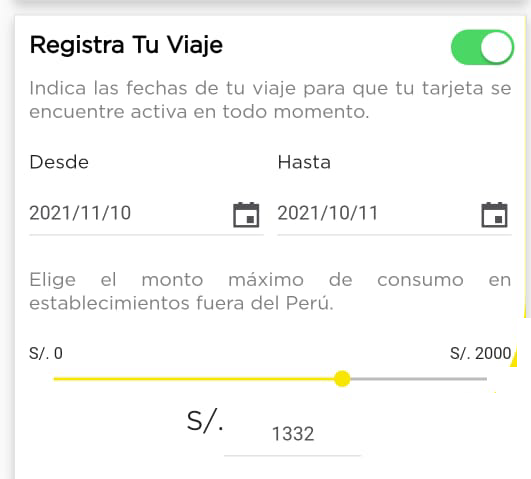 Registra Tu Viaje
Indica las fechas de tu viaje para que tu tarjeta se
encuentre activa en todo momento.
Desde Hasta
2021/11/10 2021/10/11
Elige el monto máximo de consumo en
establecimientos fuera del Perú.
S/. 0 S/. 2000
S/. 1332